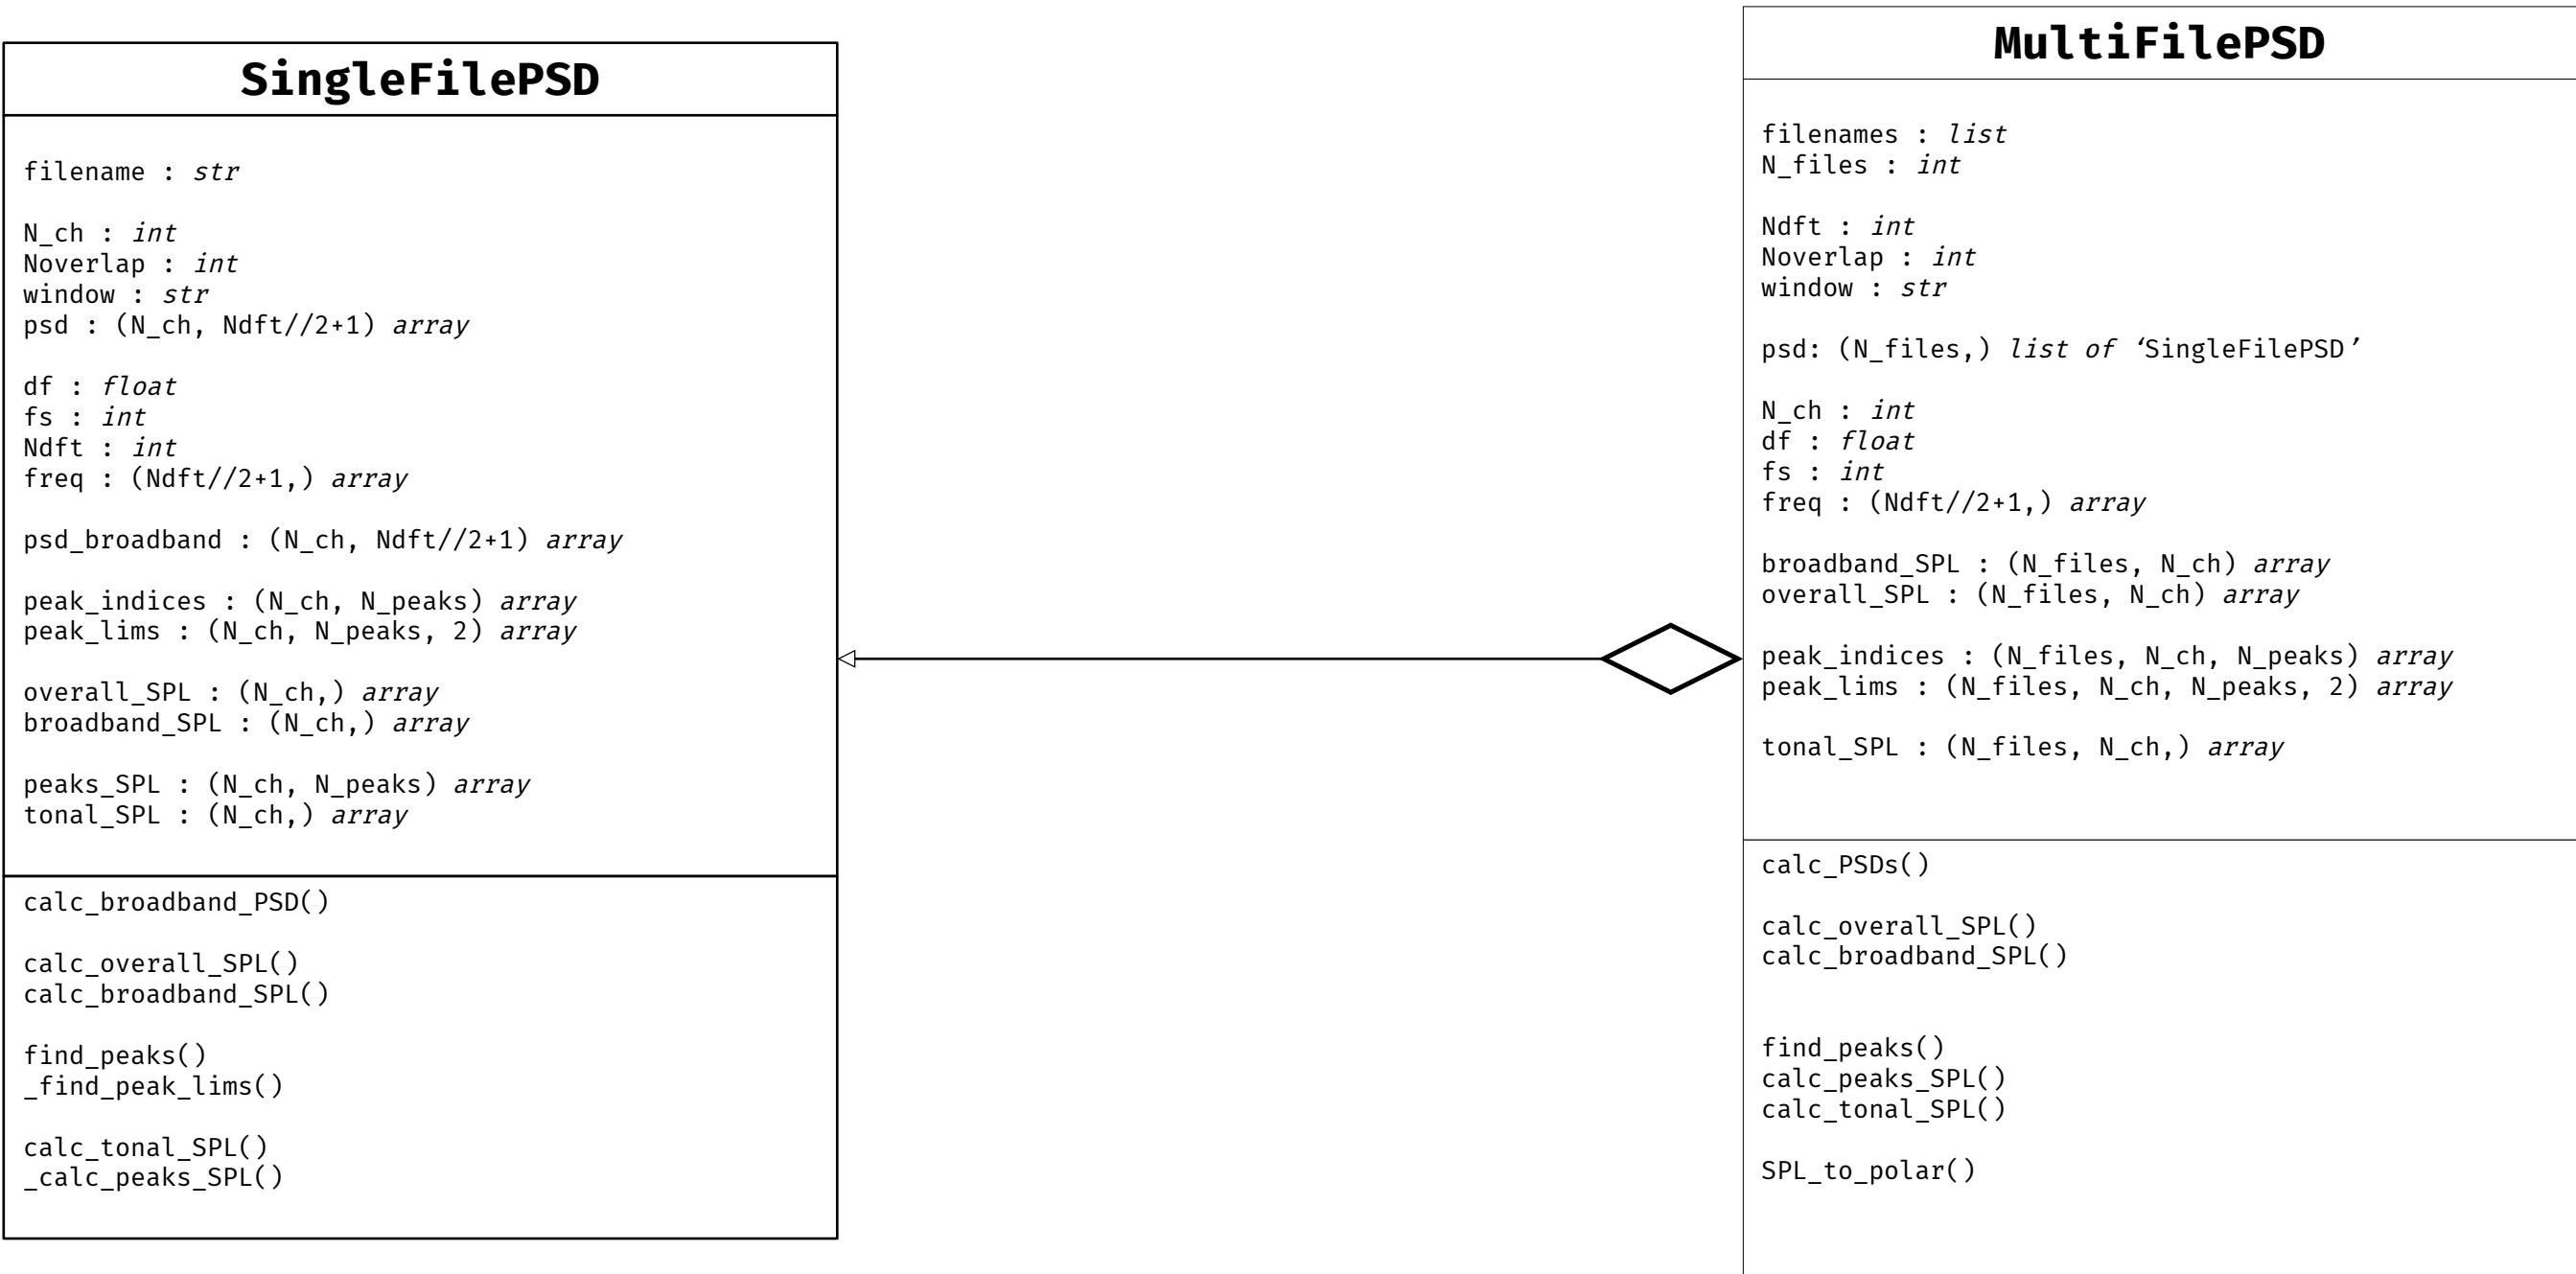 SingleFilePSD
filename : str
N_ch : int
Noverlap : int
window : str
psd : (N_ch, Ndft//2+1) array
df : float
fs : int
Ndft : int
freq : (Ndft//2+1,) array
psd_broadband : (N_ch, Ndft//2+1) array
peak_indices : (N_ch, N_peaks) array
peak_lims : (N_ch, N_peaks, 2) array
overall_SPL : (N_ch,) array
broadband_SPL : (N_ch,) array
peaks_SPL : (N_ch, N_peaks) array
tonal_SPL : (N_ch,) array
calc_broadband_PSD()
calc_overall_SPL()
calc_broadband_SPL()
find_peaks()
_find_peak_lims()
calc_tonal_SPL()
_calc_peaks_SPL()
MultiFilePSD
filenames : list
N_files : int
Ndft : int
Noverlap : int
window : str
psd: (N_files,) list of ‘SingleFilePSD’
N_ch : int
df : float
fs : int
freq : (Ndft//2+1,) array
broadband_SPL : (N_files, N_ch) array
overall_SPL : (N_files, N_ch) array
peak_indices : (N_files, N_ch, N_peaks) array
peak_lims : (N_files, N_ch, N_peaks, 2) array
tonal_SPL : (N_files, N_ch,) array
calc_PSDs()
calc_overall_SPL()
calc_broadband_SPL()
find_peaks()
calc_peaks_SPL()
calc_tonal_SPL()
SPL_to_polar()